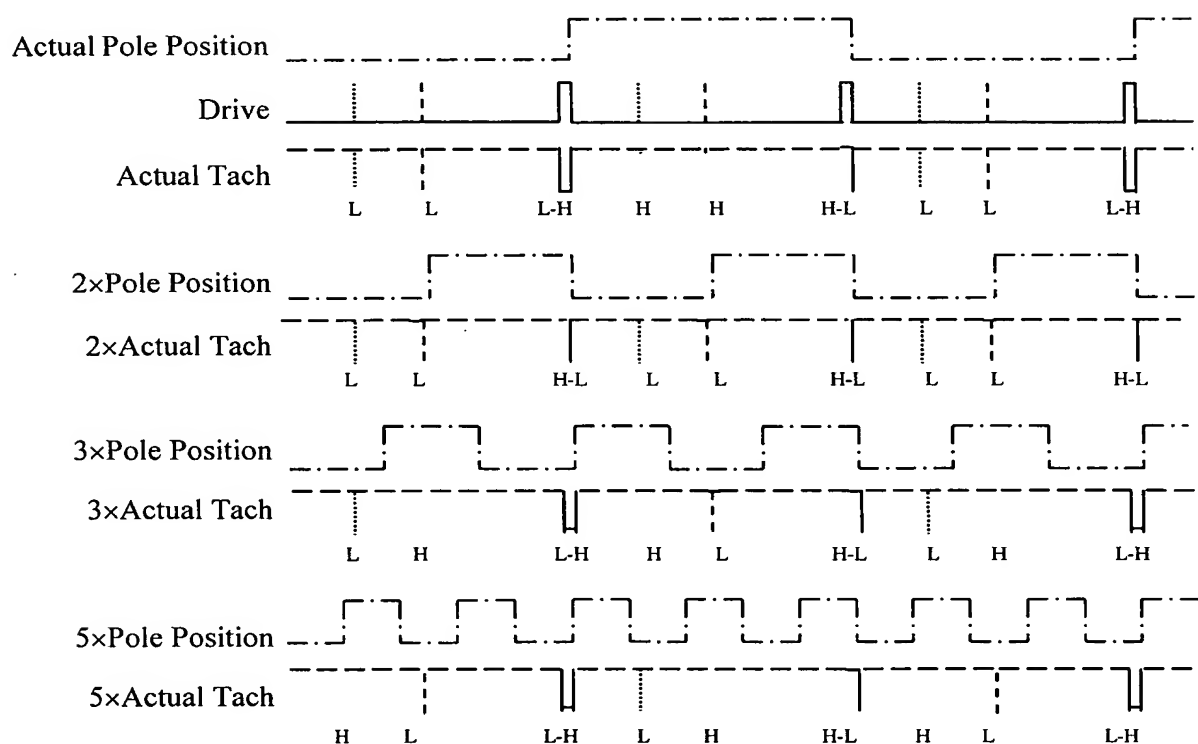 Actual Pole Position
Drive
Actual Tach
L L L-H H H H-L L L L-H
2×Pole Position
2×Actual Tach
L L H-L L L H-L L L H-L
3×Pole Position
3×Actual Tach
L H L-H H L H-L L H L-H
5×Pole Position
5×Actual Tach
H L L-H L H H-L H L L-H